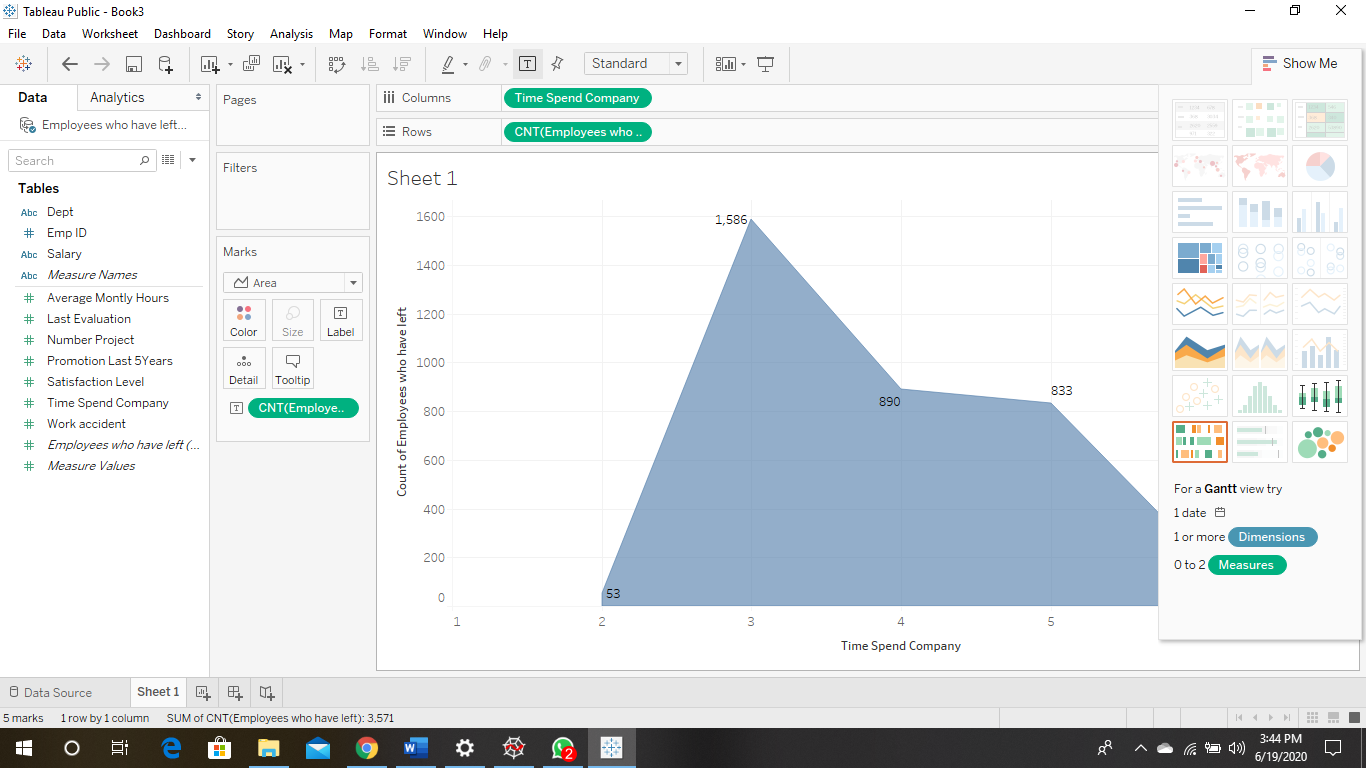 Tableau Public - Book3
File Data Worksheet Dashboard Story Analysis Map Format Window Help
Standard
Show Me
Data Analytics
Employees who have left...
Search
Tables
Abc Dept
# Emp ID
Abc Salary
Abc Measure Names
# Average Montly Hours
# Last Evaluation
# Number Project
# Promotion Last 5Years
# Satisfaction Level
# Time Spend Company
# Work accident
# Employees who have left (...
# Measure Values
Pages
Filters
Marks
Area
Color Size Label
Detail Tooltip
CNT(Employe..
Columns Time Spend Company
Rows CNT(Employees who ..
Sheet 1
Count of Employees who have left
1600
1400
1200
1000
800
600
400
200
0
1,586
890
833
53
1 2 3 4 5
Time Spend Company
For a Gantt view try
1 date
1 or more Dimensions
0 to 2 Measures
Data Source Sheet 1
5 marks 1 row by 1 column SUM of CNT(Employees who have left): 3,571
2
3:44 PM
6/19/2020